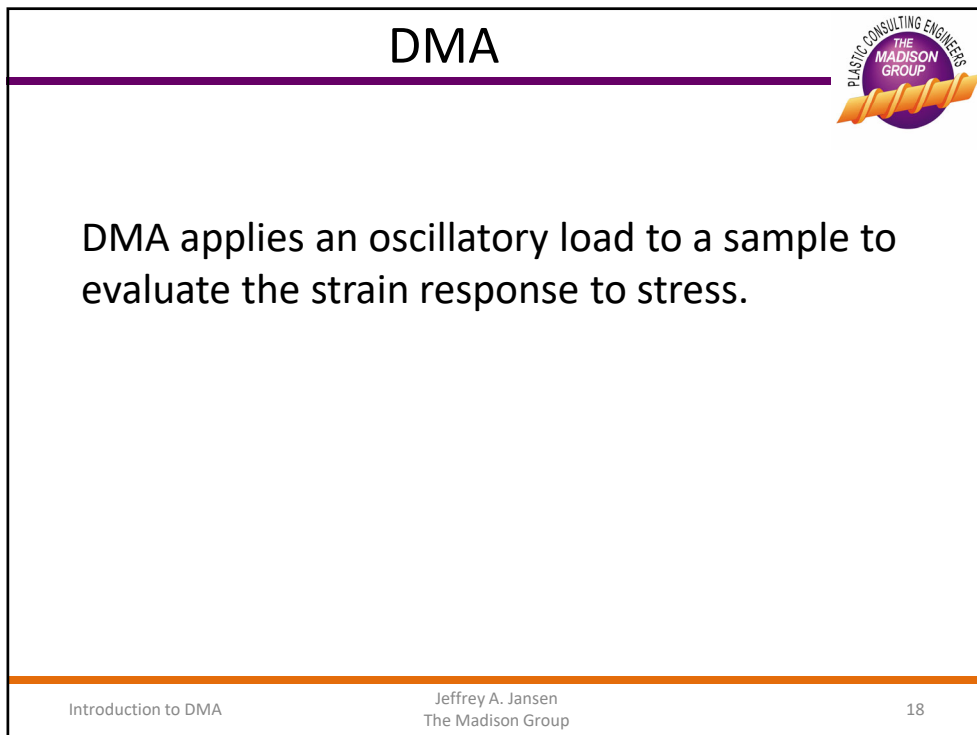 DMA
PLASTIC CONSULTING ENGINEERS
THE
MADISON
GROUP
DMA applies an oscillatory load to a sample to
evaluate the strain response to stress.
Introduction to DMA
Jeffrey A. Jansen
The Madison Group
18